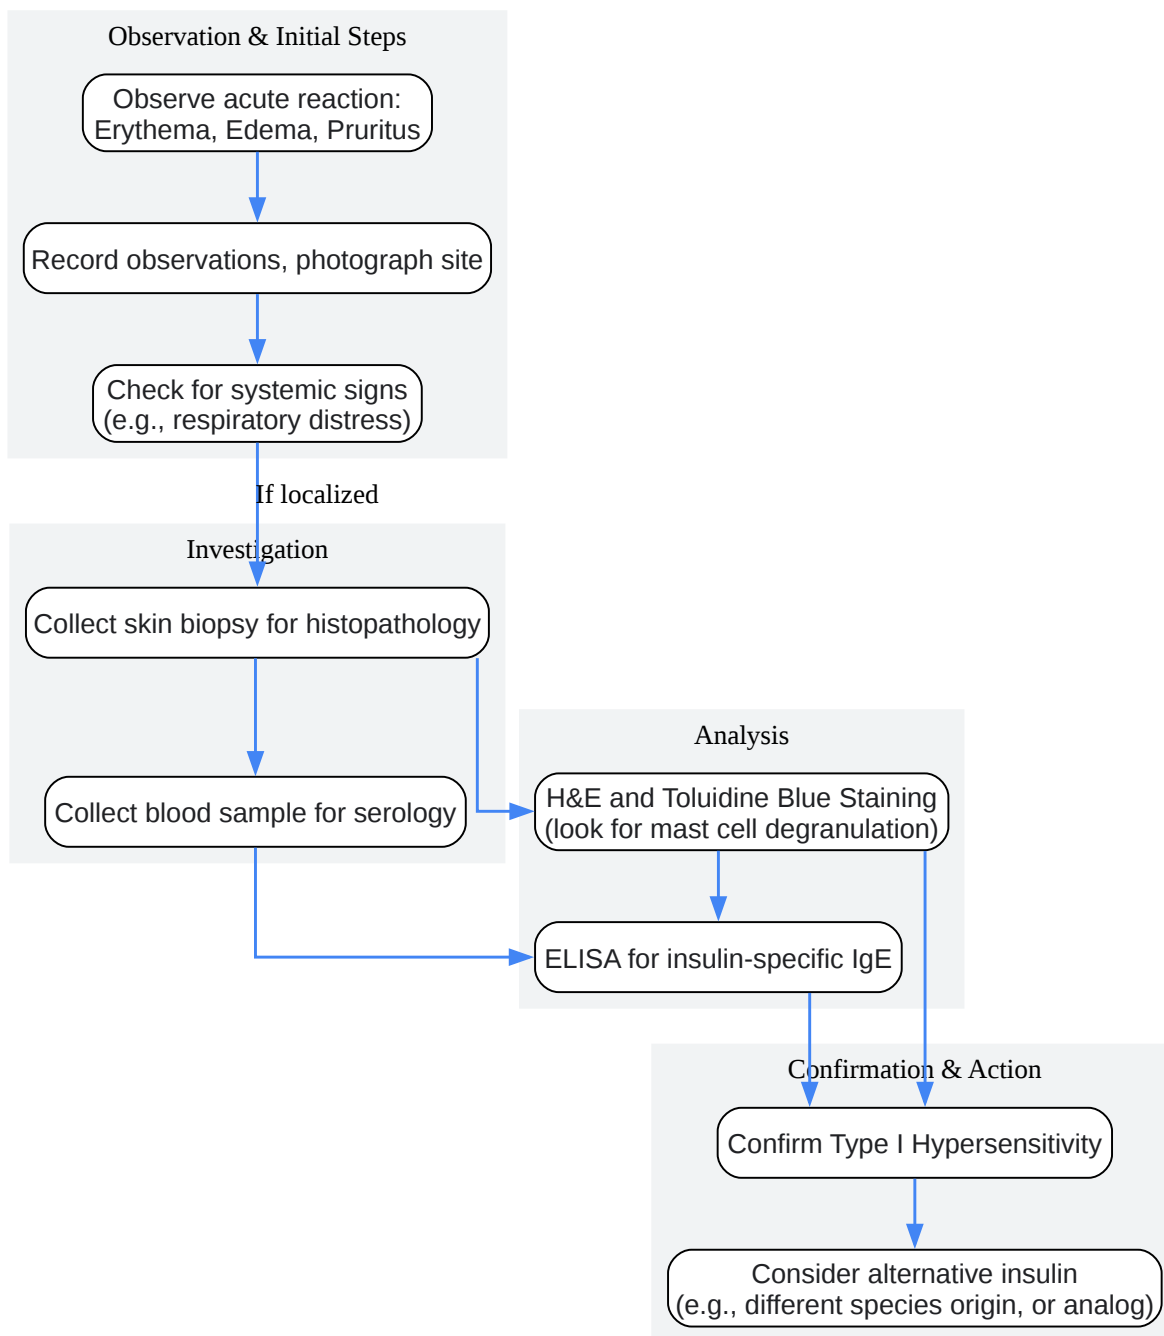 Observation & Initial Steps
Observe acute reaction:
Erythema, Edema, Pruritus
Record observations, photograph site
Check for systemic signs
(e.g., respiratory distress)
If localized
Investigation
Collect skin biopsy for histopathology
Collect blood sample for serology
Analysis
H&E and Toluidine Blue Staining
(look for mast cell degranulation)
ELISA for insulin-specific IgE
Confirmation & Action
Confirm Type I Hypersensitivity
Consider alternative insulin
(e.g., different species origin, or analog)